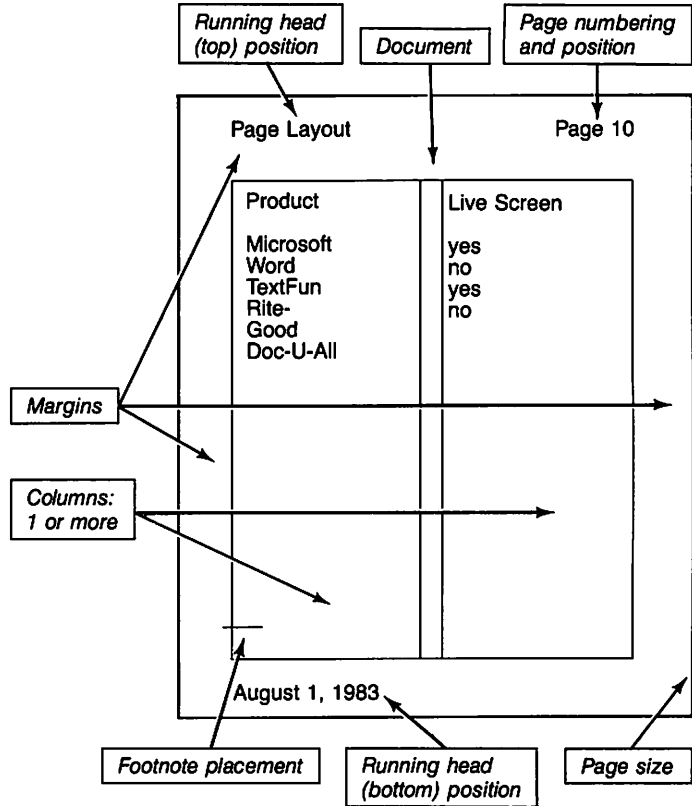 Running head
(top) position
Document
Page numbering
and position
Page Layout
Page 10
Product
Live Screen
Microsoft
Word
TextFun
Rite-
Good
Doc-U-All
yes
no
yes
no
Margins
Columns:
1 or more
August 1, 1983
Footnote placement
Running head
(bottom) position
Page size